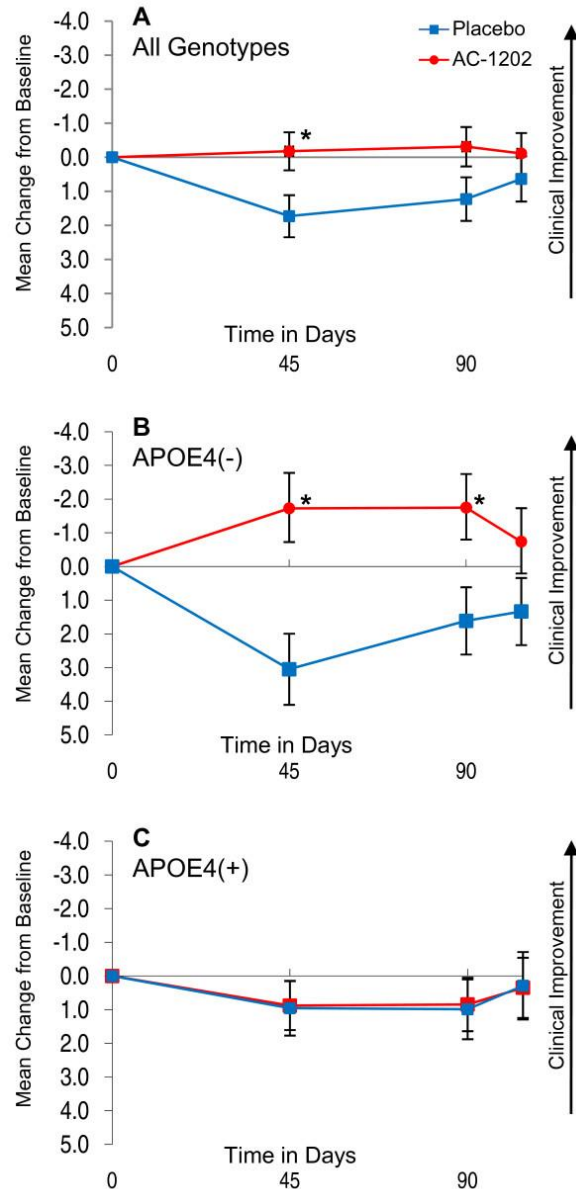 A
All Genotypes
Placebo
AC-1202
-4.0
-3.0
-2.0
-1.0
0.0
1.0
2.0
3.0
4.0
5.0
Mean Change from Baseline
*
Clinical Improvement
Time in Days
0 45 90
B
APOE4(-)
-4.0
-3.0
-2.0
-1.0
0.0
1.0
2.0
3.0
4.0
5.0
Mean Change from Baseline
* *
Clinical Improvement
Time in Days
0 45 90
C
APOE4(+)
-4.0
-3.0
-2.0
-1.0
0.0
1.0
2.0
3.0
4.0
5.0
Mean Change from Baseline
Clinical Improvement
Time in Days
0 45 90